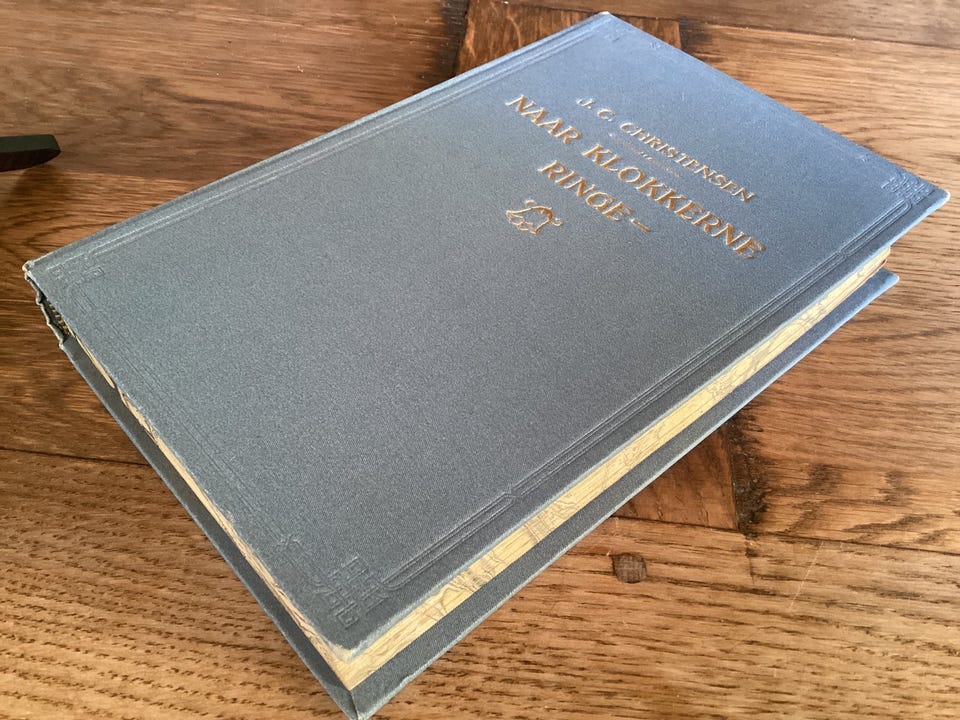 J. C. CHRISTENSEN
NAAR KLOKKERNE
RINGE —